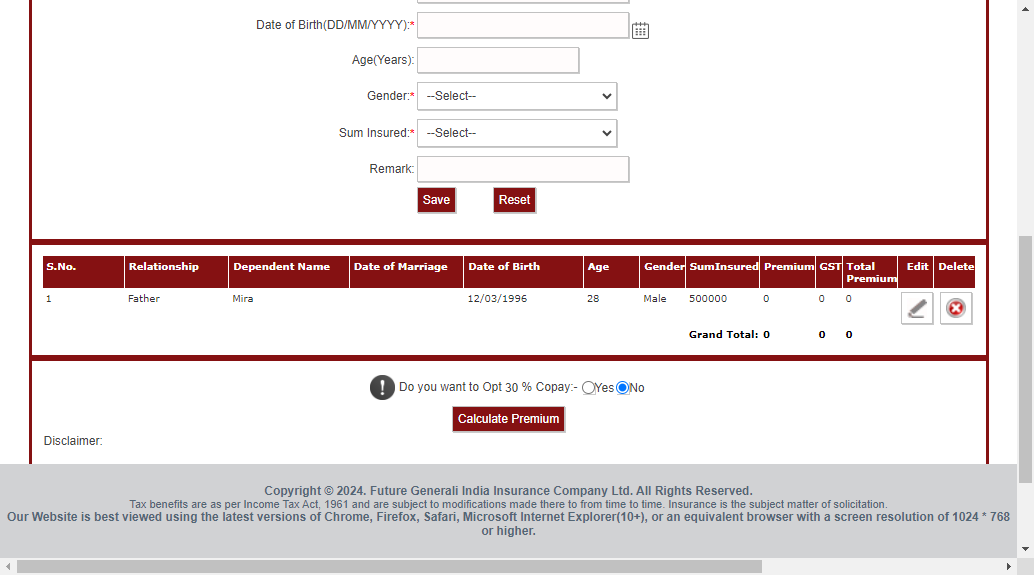 Date of Birth(DD/MM/YYYY):*
Age(Years):
Gender:* --Select--
Sum Insured:* --Select--
Remark:
Save Reset
S.No. Relationship Dependent Name Date of Marriage Date of Birth Age Gender SumInsured Premium GST Total Premium Edit Delete
1 Father Mira 12/03/1996 28 Male 500000 0 0 0
Grand Total: 0 0 0
Do you want to Opt 30 % Copay:- Yes No
Calculate Premium
Disclaimer:
Copyright © 2024. Future Generali India Insurance Company Ltd. All Rights Reserved.
Tax benefits are as per Income Tax Act, 1961 and are subject to modifications made there to from time to time. Insurance is the subject matter of solicitation.
Our Website is best viewed using the latest versions of Chrome, Firefox, Safari, Microsoft Internet Explorer(10+), or an equivalent browser with a screen resolution of 1024 * 768
or higher.